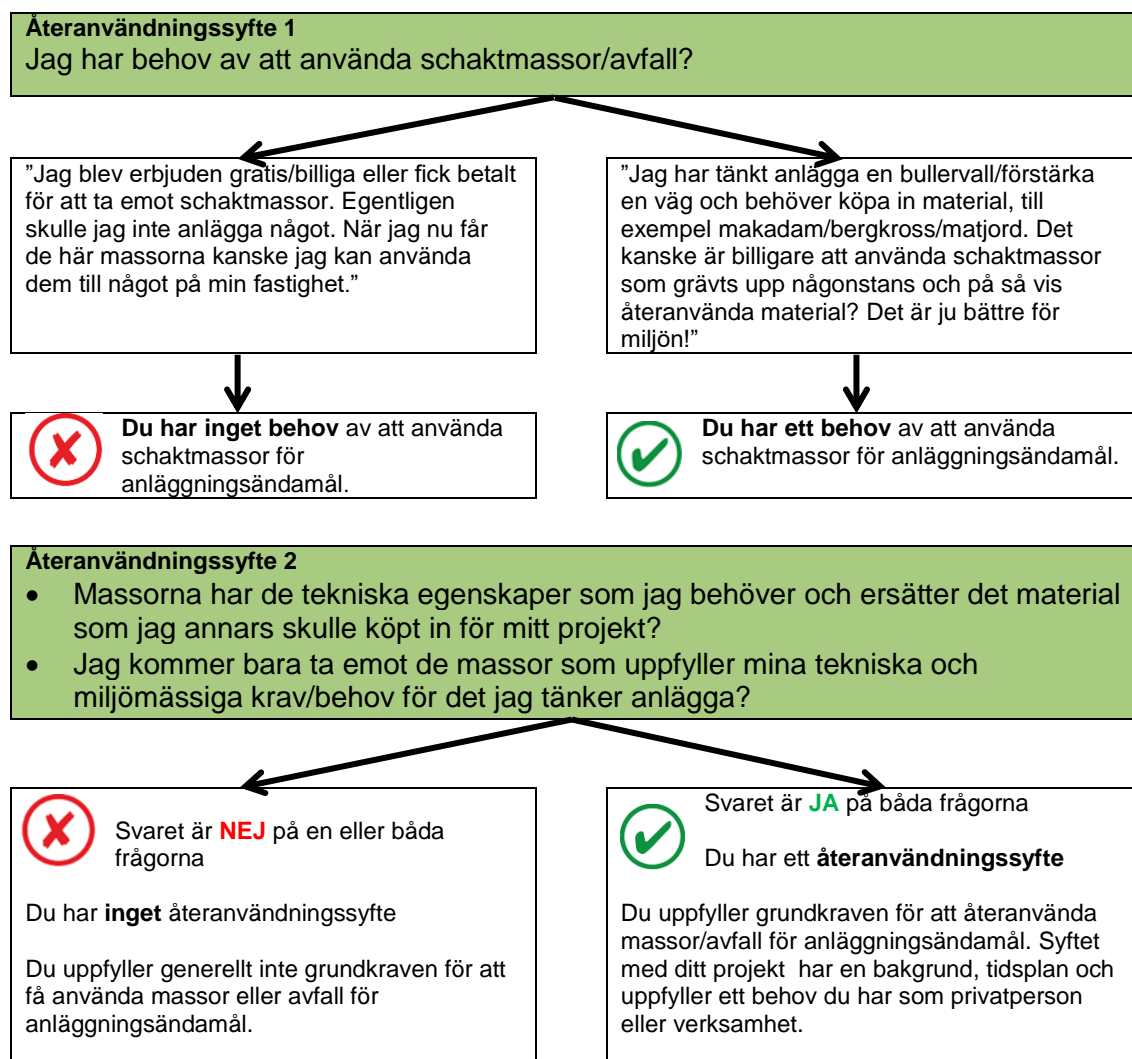 Återanvändningssyfte 1
Jag har behov av att använda schaktmassor/avfall?
”Jag blev erbjuden gratis/billiga eller fick betalt
för att ta emot schaktmassor. Egentligen
skulle jag inte anlägga något. När jag nu får
de här massorna kanske jag kan använda
dem till något på min fastighet.”
”Jag har tänkt anlägga en bullervall/förstärka
en väg och behöver köpa in material, till
exempel makadam/bergkross/matjord. Det
kanske är billigare att använda schaktmassor
som grävts upp någonstans och på så vis
återanvända material? Det är ju bättre för
miljön!”
Du har inget behov av att använda
schaktmassor för
anläggningsändamål.
Du har ett behov av att använda
schaktmassor för anläggningsändamål.
Återanvändningssyfte 2
• Massorna har de tekniska egenskaper som jag behöver och ersätter det material
som jag annars skulle köpt in för mitt projekt?
• Jag kommer bara ta emot de massor som uppfyller mina tekniska och
miljömässiga krav/behov för det jag tänker anlägga?
Svaret är NEJ på en eller båda
frågorna
Du har inget återanvändningssyfte
Du uppfyller generellt inte grundkraven för att
få använda massor eller avfall för
anläggningsändamål.
Svaret är JA på båda frågorna
Du har ett återanvändningssyfte
Du uppfyller grundkraven för att återanvända
massor/avfall för anläggningsändamål. Syftet
med ditt projekt har en bakgrund, tidsplan och
uppfyller ett behov du har som privatperson
eller verksamhet.